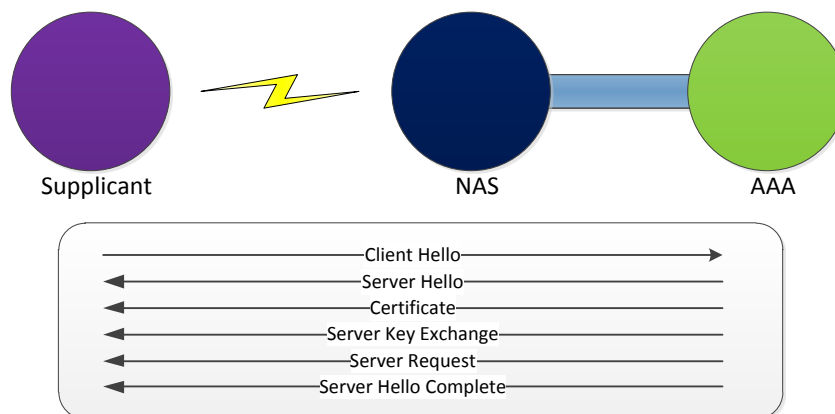 Supplicant
NAS
AAA
Client Hello
Server Hello
Certificate
Server Key Exchange
Server Request
Server Hello Complete